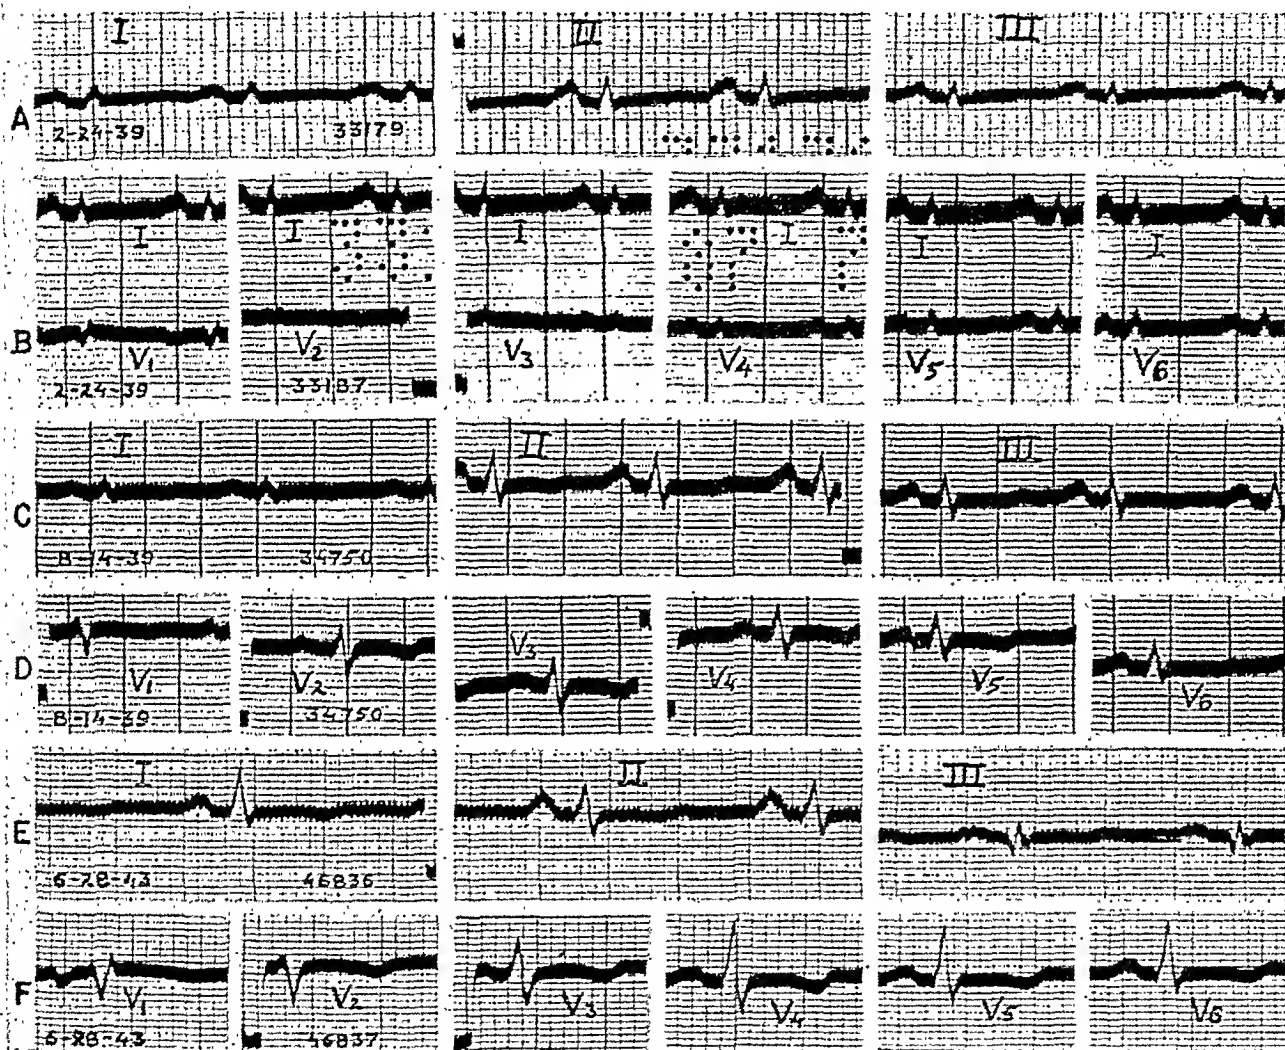 I II III
A
2-24-39 33179
I I I I I I
B
V1 V2 V3 V4 V5 V6
2-24-39 33187
I II III
C
8-14-39 34750
V3
D
V1 V2 V4 V5 V6
8-14-39 34750
I II III
E
6-28-43 46836
F
V1 V2 V3 V4 V5 V6
6-28-43 46837